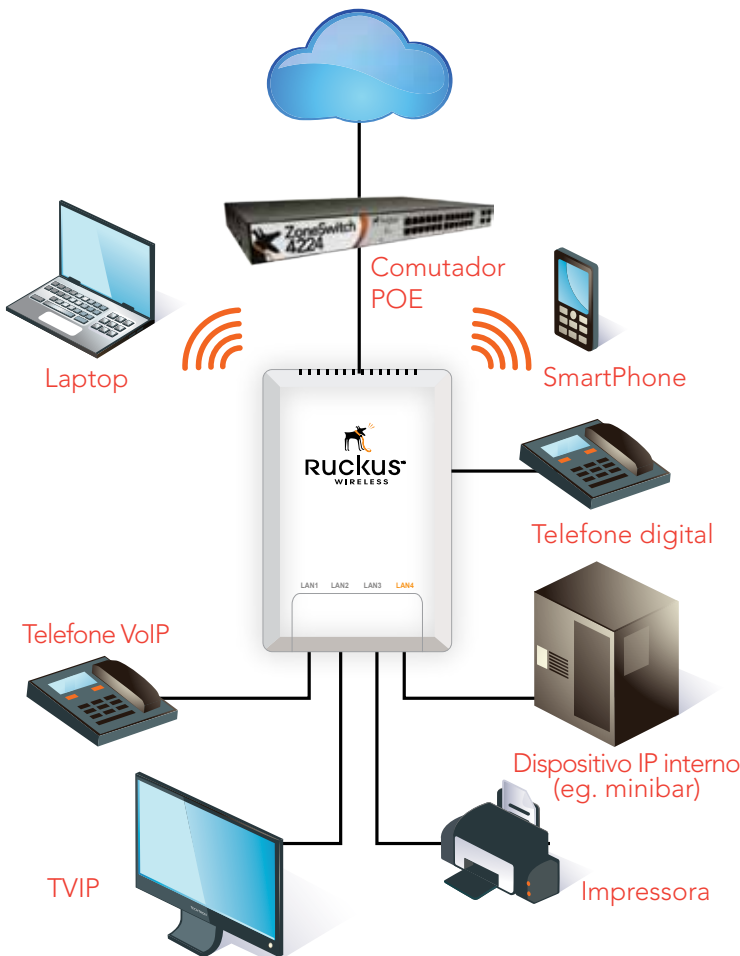 ZoneSwitch
4224
Comutador
POE
Laptop
SmartPhone
RUCKUS
WIRELESS
Telefone digital
LAN1 LAN2 LAN3 LAN4
Telefone VoIP
Dispositivo IP interno
(eg. minibar)
TVIP
Impressora